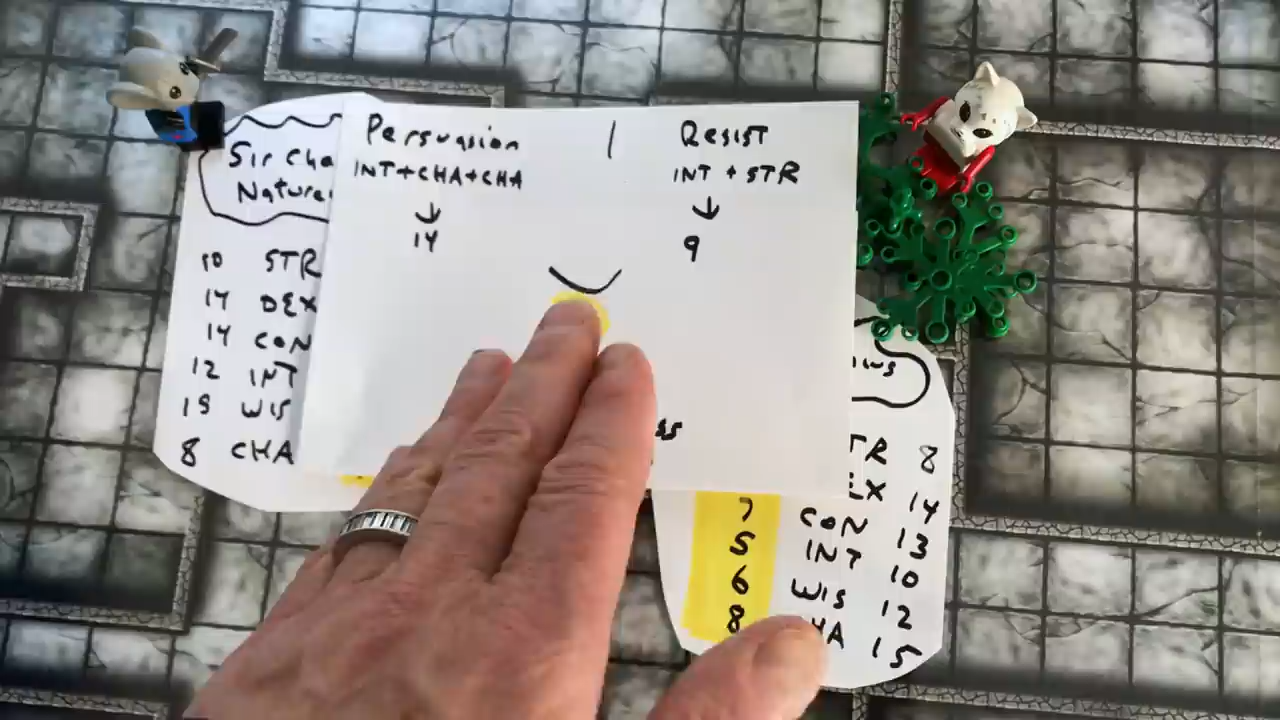 Persuasion | Resist
INT+CHA+CHA INT + STR
14 9
Sir Cha
Nature
10 STR
14 DEX
14 CON
12 INT
15 WIS
8 CHA
TR 8
EX 14
7 CON 13
5 INT 10
6 WIS 12
8 HA 15